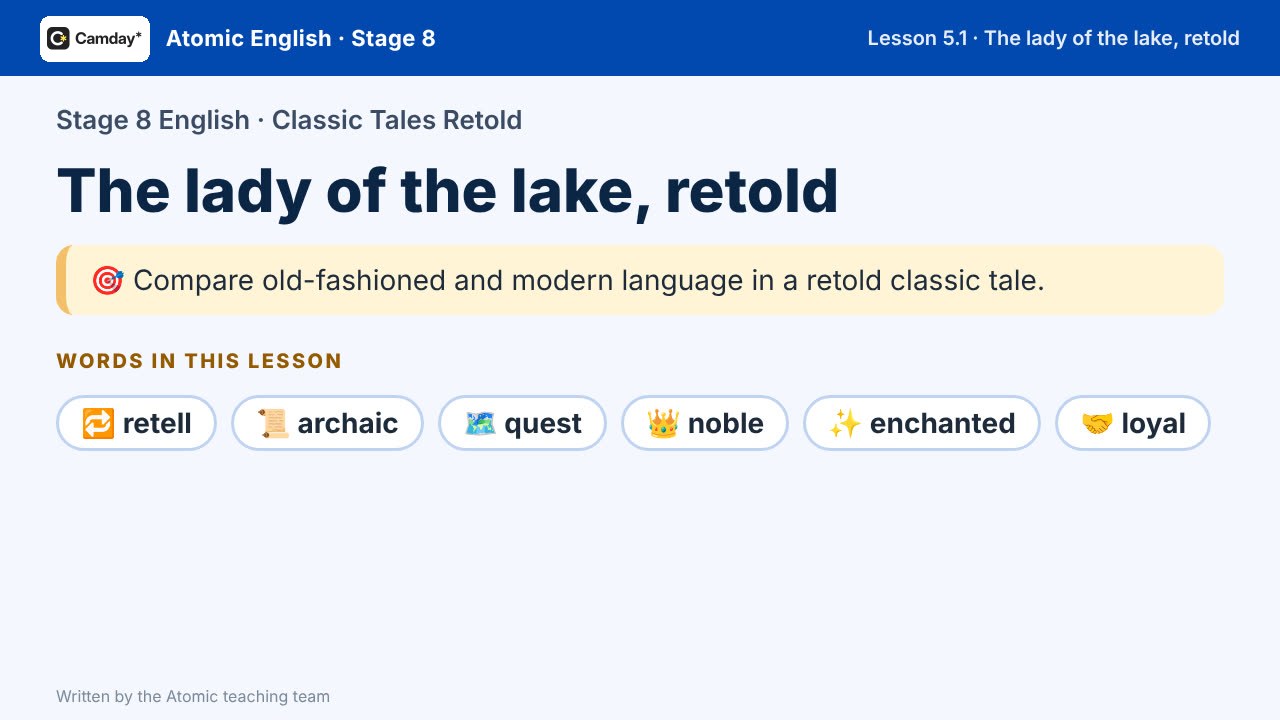 Camday*
Atomic English · Stage 8
Lesson 5.1 · The lady of the lake, retold
Stage 8 English · Classic Tales Retold
The lady of the lake, retold
🎯 Compare old-fashioned and modern language in a retold classic tale.
WORDS IN THIS LESSON
🔁 retell
📜 archaic
🗺️ quest
👑 noble
✨ enchanted
🤝 loyal
Written by the Atomic teaching team